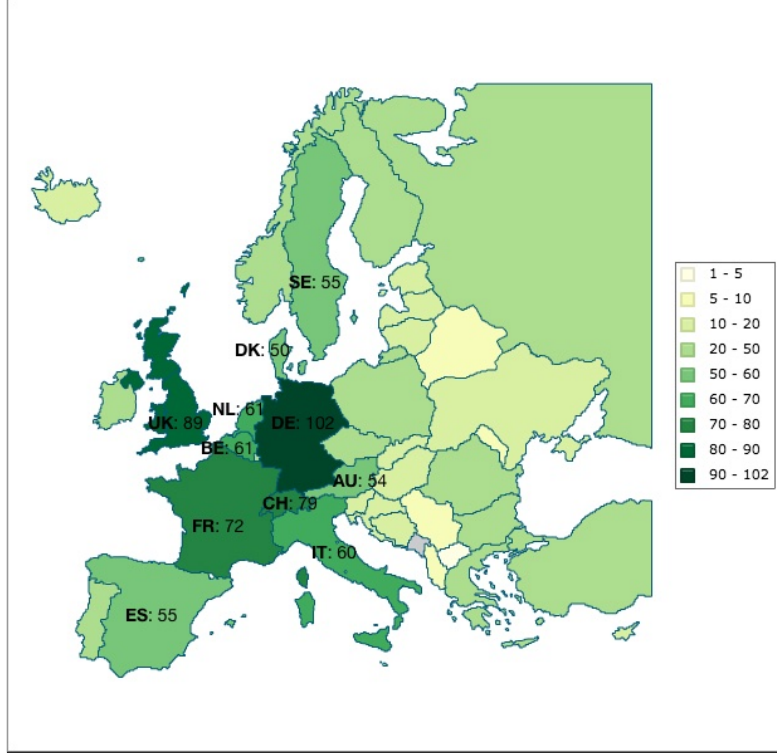 SE: 55
DK: 50
NL: 61
UK: 89
DE: 102
BE: 61
AU: 54
CH: 79
FR: 72
IT: 60
ES: 55
1 - 5
5 - 10
10 - 20
20 - 50
50 - 60
60 - 70
70 - 80
80 - 90
90 - 102